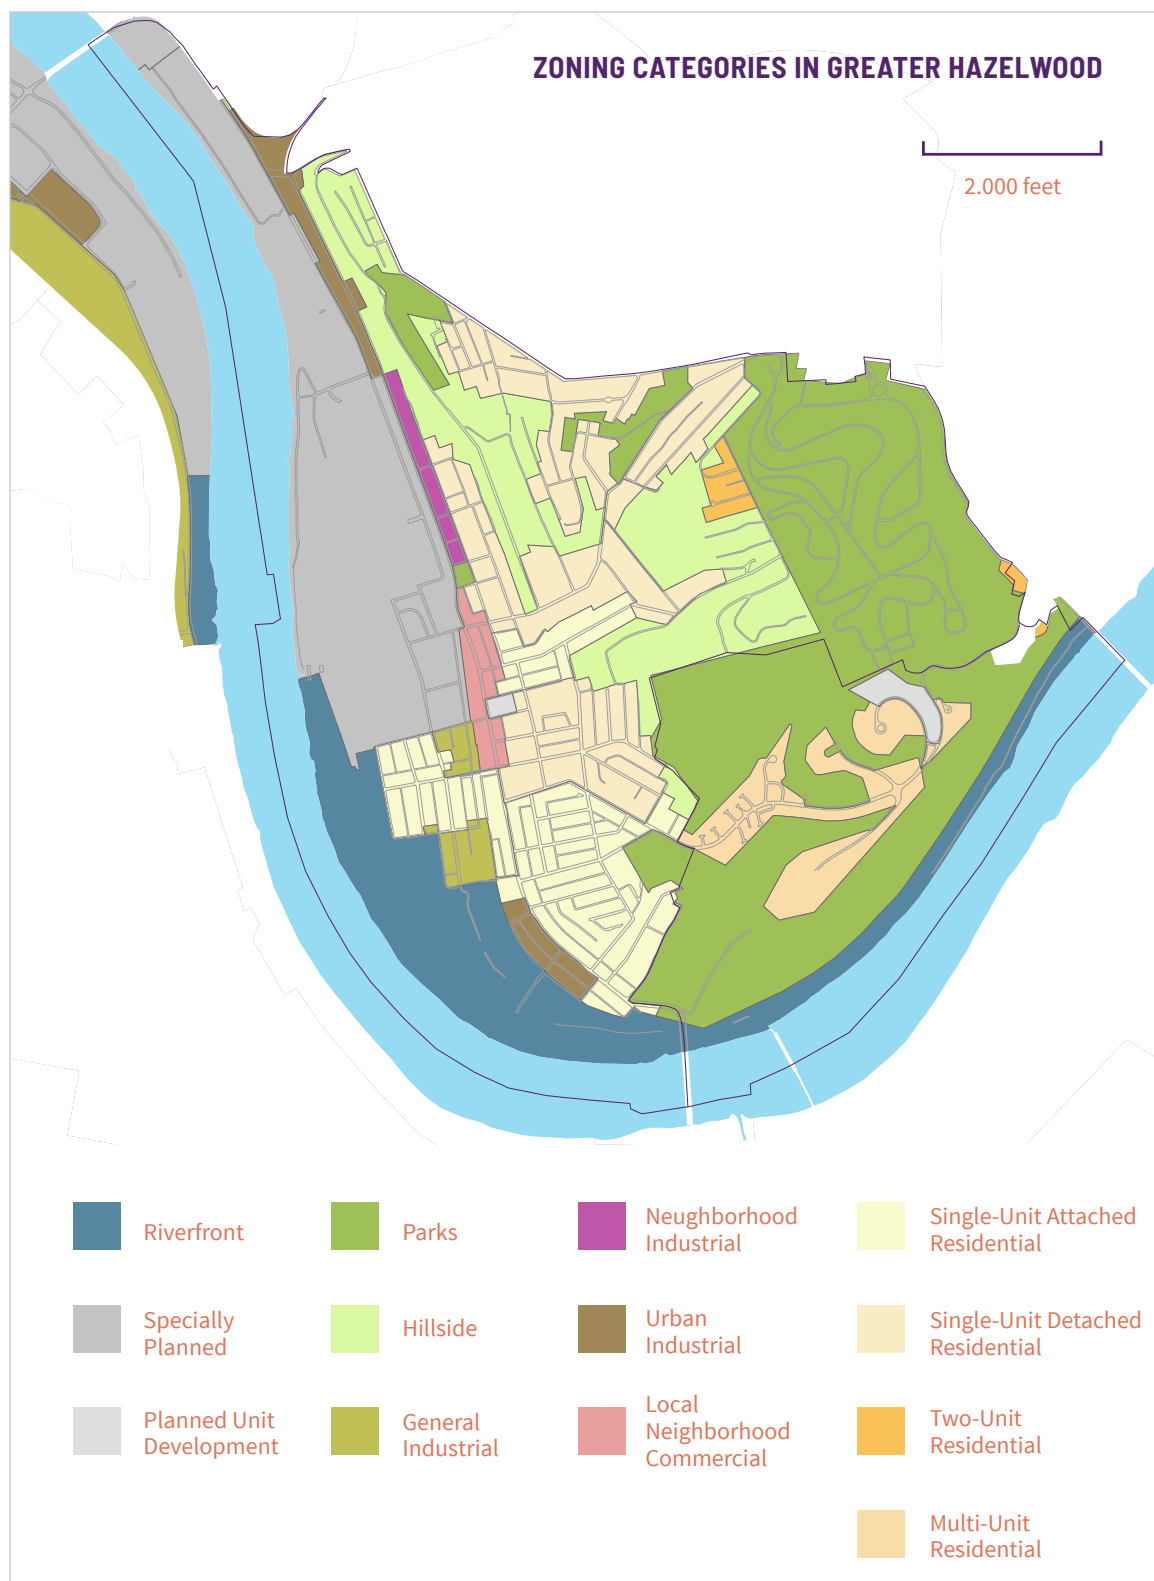 ZONING CATEGORIES IN GREATER HAZELWOOD
2.000 feet
Riverfront
Parks
Neughborhood
Industrial
Single-Unit Attached
Residential
Specially
Planned
Hillside
Urban
Industrial
Single-Unit Detached
Residential
Planned Unit
Development
General
Industrial
Local
Neighborhood
Commercial
Two-Unit
Residential
Multi-Unit
Residential